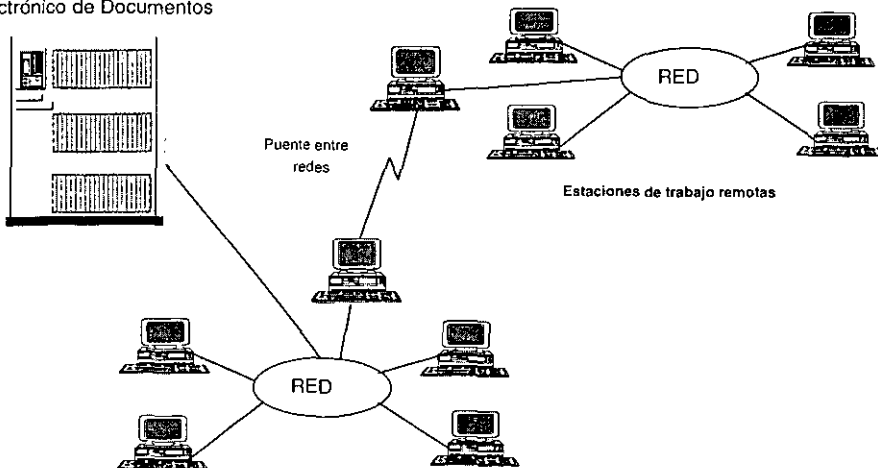 ctrónico de Documentos
RED
Puente entre
redes
Estaciones de trabajo remotas
RED